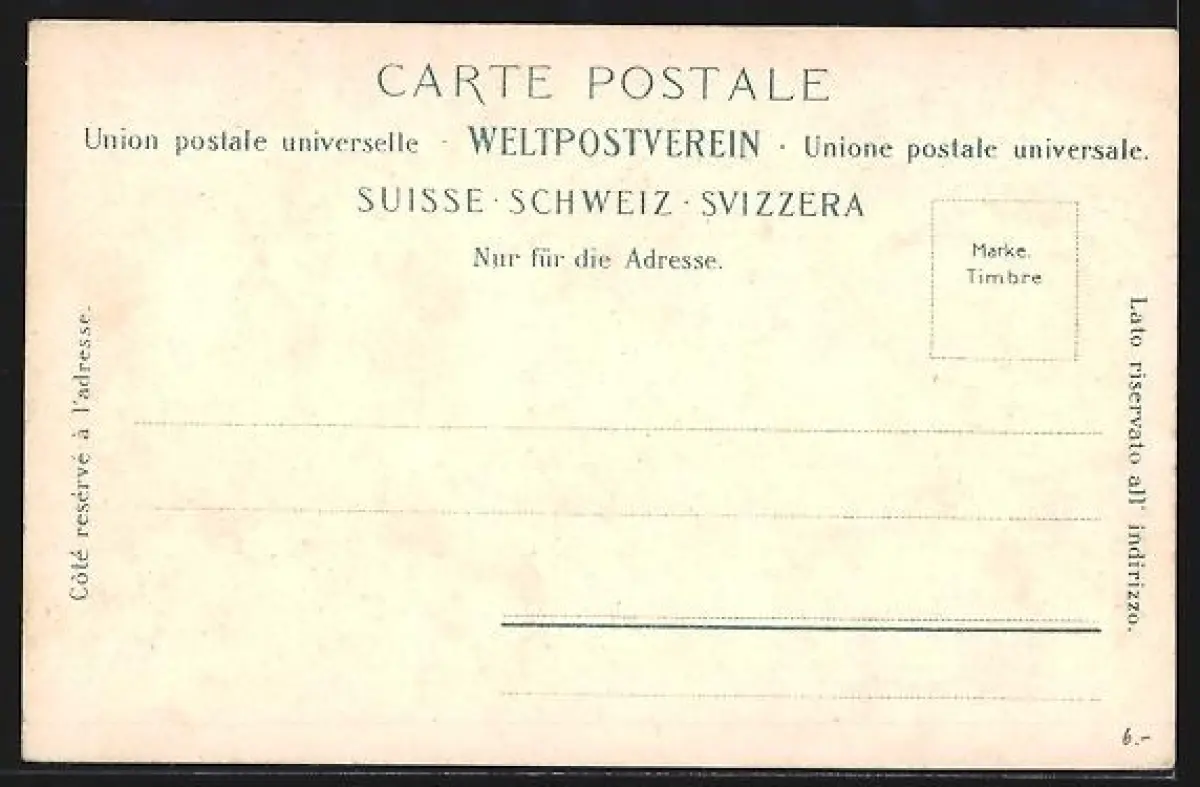 CARTE POSTALE
Union postale universelle · WELTPOSTVEREIN · Unione postale universale.
SUISSE · SCHWEIZ · SVIZZERA
Nur für die Adresse.
Marke.
Timbre
Côté resérvé à l'adresse.
Lato riservato all' indirizzo.
6.-